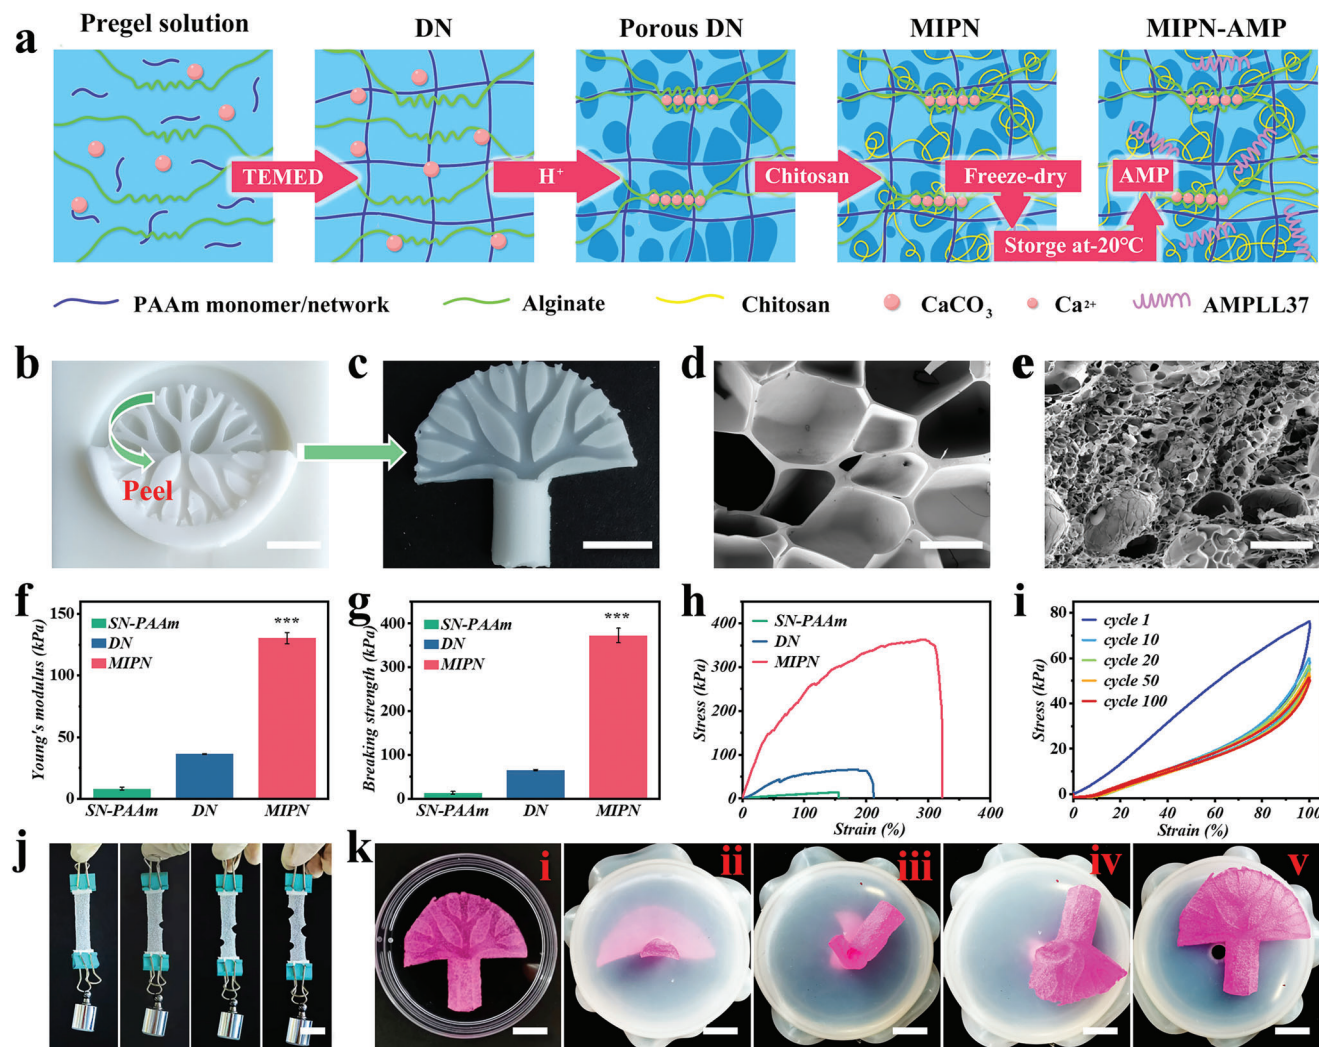 a
Pregel solution
DN
Porous DN
MIPN
MIPN-AMP
TEMED
H+
Chitosan
Freeze-dry
AMP
Storge at-20°C
PAAm monomer/network
Alginate
Chitosan
CaCO3
Ca2+
AMPLL37
b
Peel
c
d
e
f
Young's modulus (kPa)
150
100
50
0
SN-PAAm
DN
MIPN
***
SN-PAAm
DN
MIPN
g
Breaking strength (kPa)
400
300
200
100
0
SN-PAAm
DN
MIPN
***
SN-PAAm
DN
MIPN
h
Stress (kPa)
400
300
200
100
0
SN-PAAm
DN
MIPN
0 100 200 300 400
Strain (%)
i
Stress (kPa)
80
60
40
20
0
cycle 1
cycle 10
cycle 20
cycle 50
cycle 100
0 20 40 60 80 100
Strain (%)
j
k
i
ii
iii
iv
v